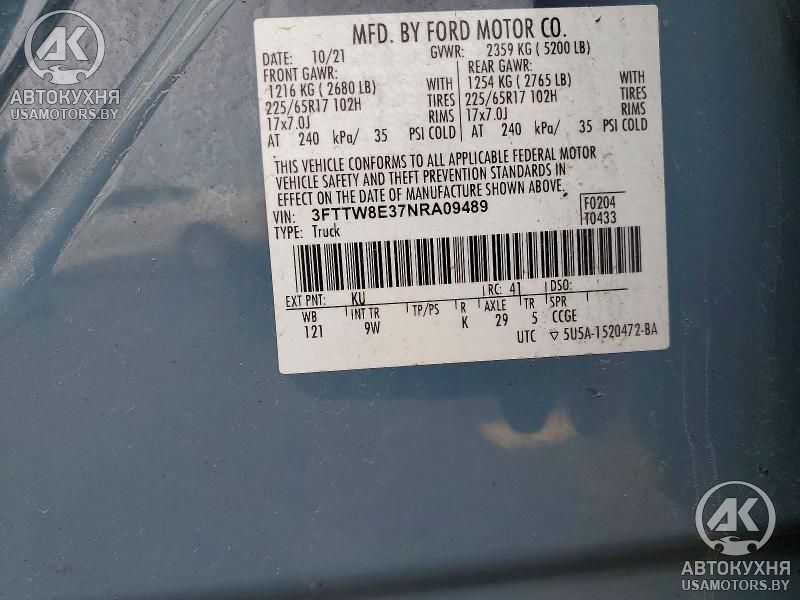 MFD. BY FORD MOTOR CO.
DATE: 10/21 GVWR: 2359 KG ( 5200 LB)
FRONT GAWR: REAR GAWR:
1216 KG ( 2680 LB) WITH 1254 KG ( 2765 LB) WITH
225/65R17 102H TIRES 225/65R17 102H TIRES
17x7.0J RIMS 17x7.0J RIMS
AT 240 kPa/ 35 PSI COLD AT 240 kPa/ 35 PSI COLD
THIS VEHICLE CONFORMS TO ALL APPLICABLE FEDERAL MOTOR
VEHICLE SAFETY AND THEFT PREVENTION STANDARDS IN
EFFECT ON THE DATE OF MANUFACTURE SHOWN ABOVE.
VIN: 3FTTW8E37NRA09489 F0204
TYPE: Truck T0433
EXT PNT: KU RC: 41 DSO:
WB INT TR TP/PS R AXLE TR SPR
121 9W K 29 5 CCGE
UTC ▽ 5U5A-1520472-BA
АК
АВТОКУХНЯ
USAMOTORS.BY
АК
АВТОКУХНЯ
USAMOTORS.BY